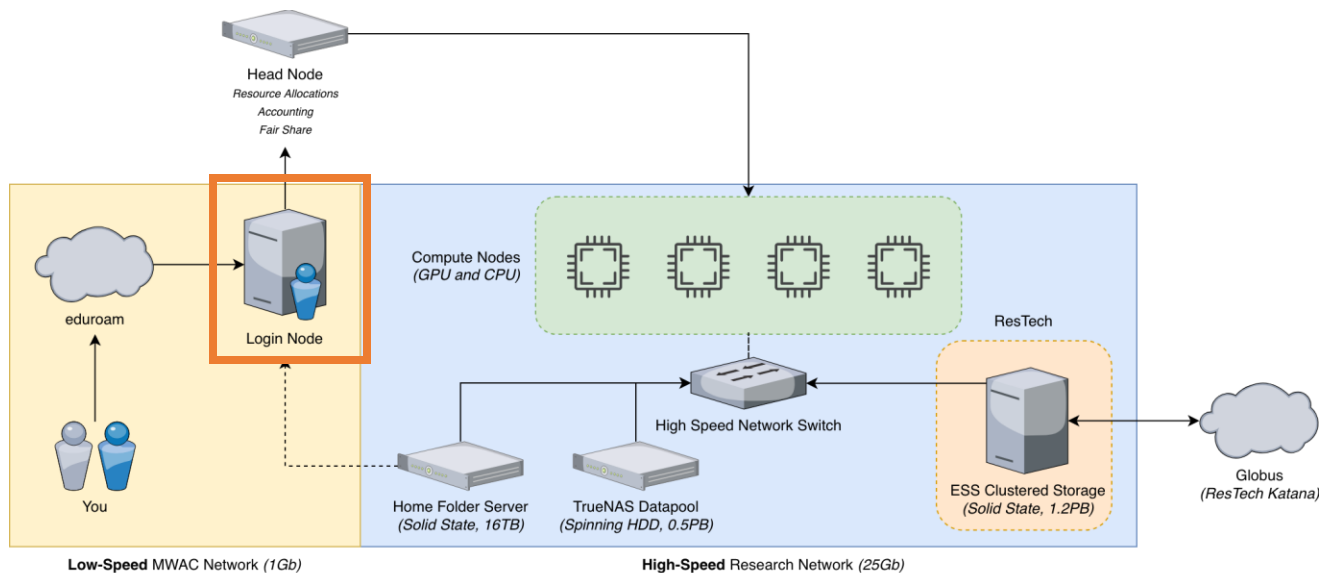 Head Node
Resource Allocations
Accounting
Fair Share
eduroam
Login Node
You
Compute Nodes
(GPU and CPU)
ResTech
High Speed Network Switch
Home Folder Server
(Solid State, 16TB)
TrueNAS Datapool
(Spinning HDD, 0.5PB)
ESS Clustered Storage
(Solid State, 1.2PB)
Globus
(ResTech Katana)
Low-Speed MWAC Network (1Gb)
High-Speed Research Network (25Gb)